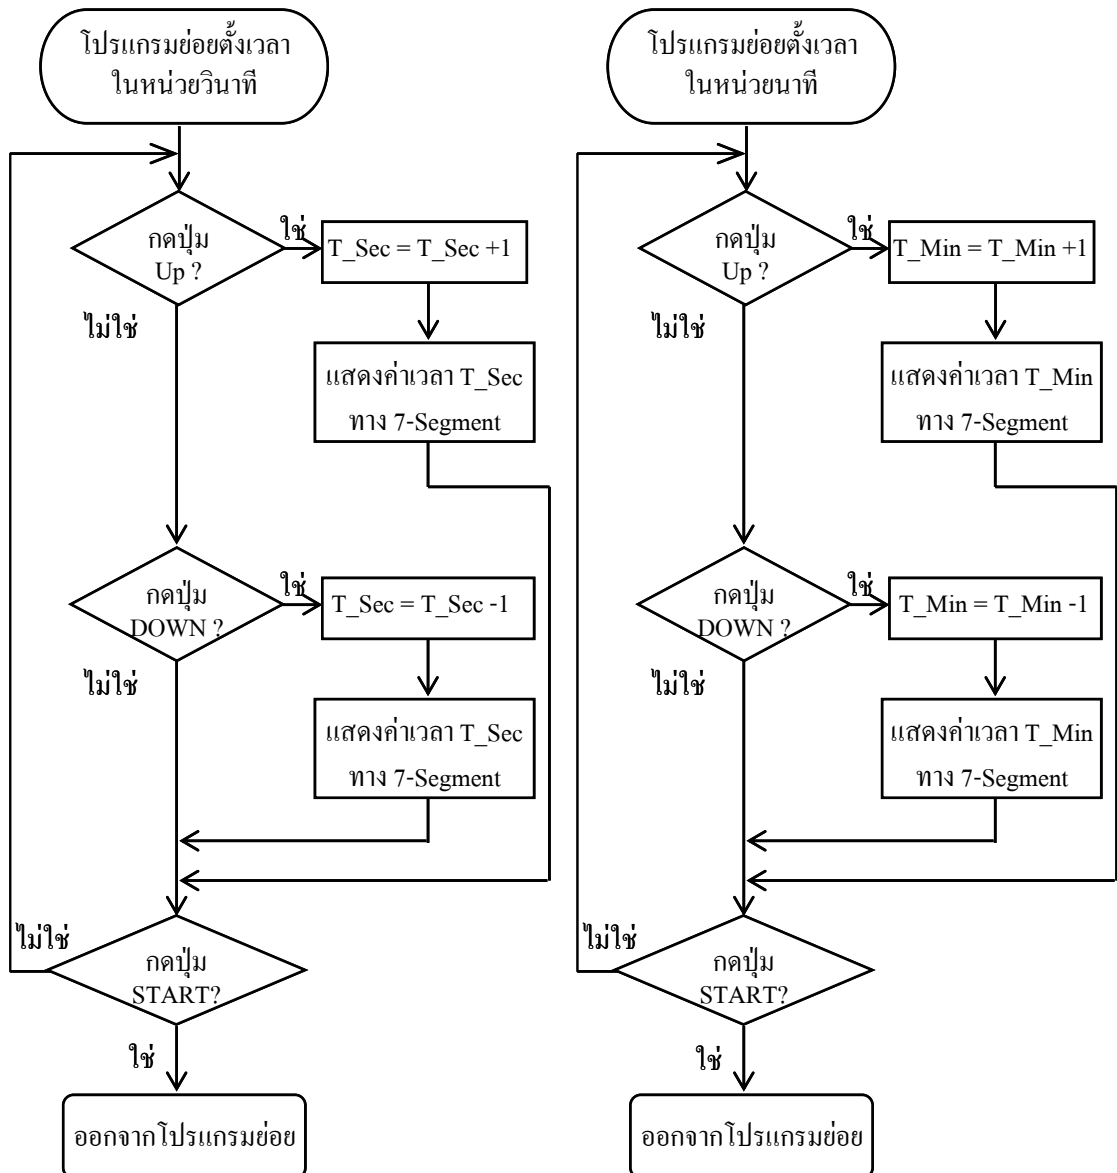 โปรแกรมย่อยตั้งเวลา
ในหน่วยวินาที
กดปุ่ม
Up ?
ใช่
T_Sec = T_Sec +1
ไม่ใช่
แสดงค่าเวลา T_Sec
ทาง 7-Segment
กดปุ่ม
DOWN ?
ใช่
T_Sec = T_Sec -1
ไม่ใช่
แสดงค่าเวลา T_Sec
ทาง 7-Segment
ไม่ใช่
กดปุ่ม
START?
ใช่
ออกจากโปรแกรมย่อย
โปรแกรมย่อยตั้งเวลา
ในหน่วยนาที
กดปุ่ม
Up ?
ใช่
T_Min = T_Min +1
ไม่ใช่
แสดงค่าเวลา T_Min
ทาง 7-Segment
กดปุ่ม
DOWN ?
ใช่
T_Min = T_Min -1
ไม่ใช่
แสดงค่าเวลา T_Min
ทาง 7-Segment
ไม่ใช่
กดปุ่ม
START?
ใช่
ออกจากโปรแกรมย่อย